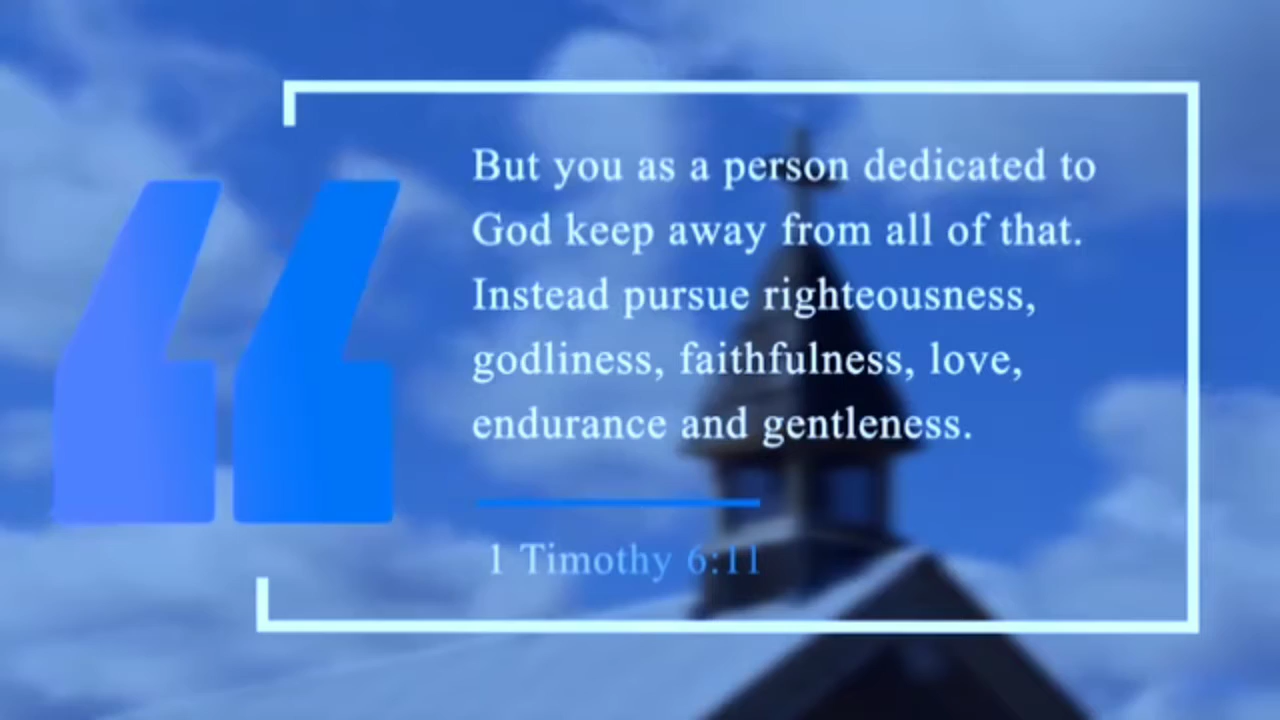 But you as a person dedicated to
God keep away from all of that.
Instead pursue righteousness,
godliness, faithfulness, love,
endurance and gentleness.
1 Timothy 6:11